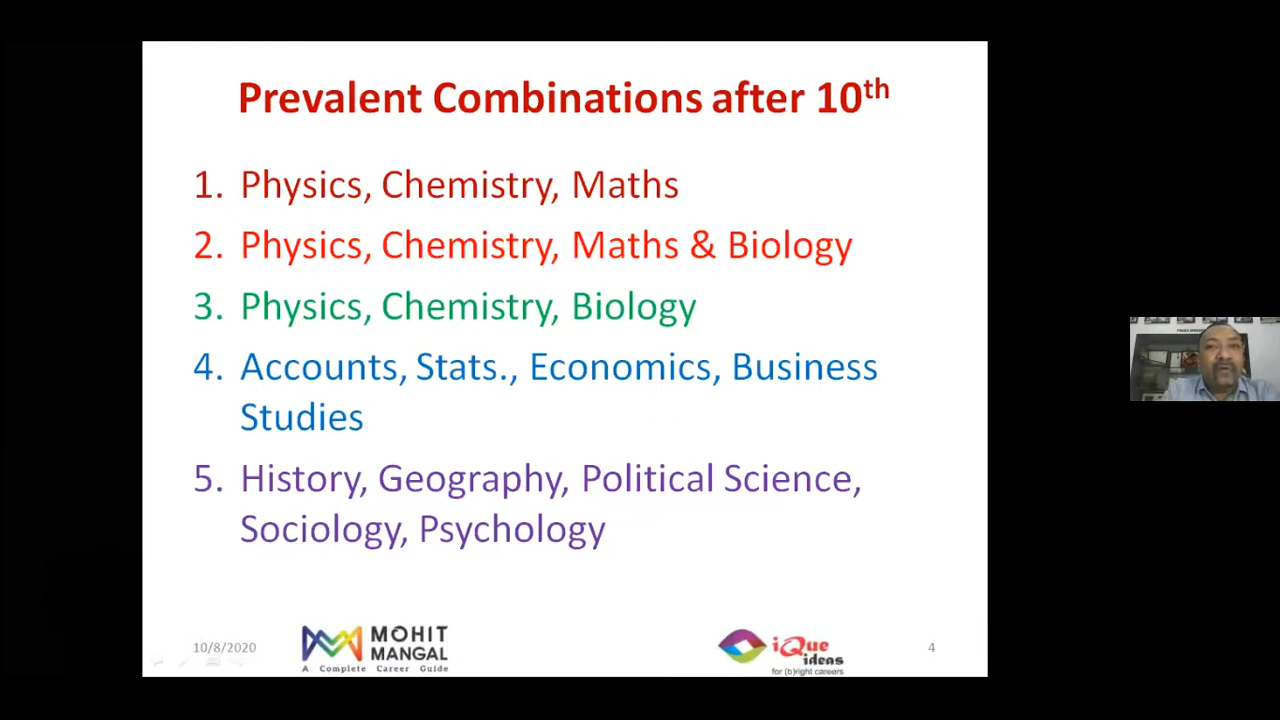 Prevalent Combinations after 10th
1. Physics, Chemistry, Maths
2. Physics, Chemistry, Maths & Biology
3. Physics, Chemistry, Biology
4. Accounts, Stats., Economics, Business
Studies
5. History, Geography, Political Science,
Sociology, Psychology
10/8/2020
MOHIT
MANGAL
A Complete Career Guide
iQue
ideas
for (b)right careers
4